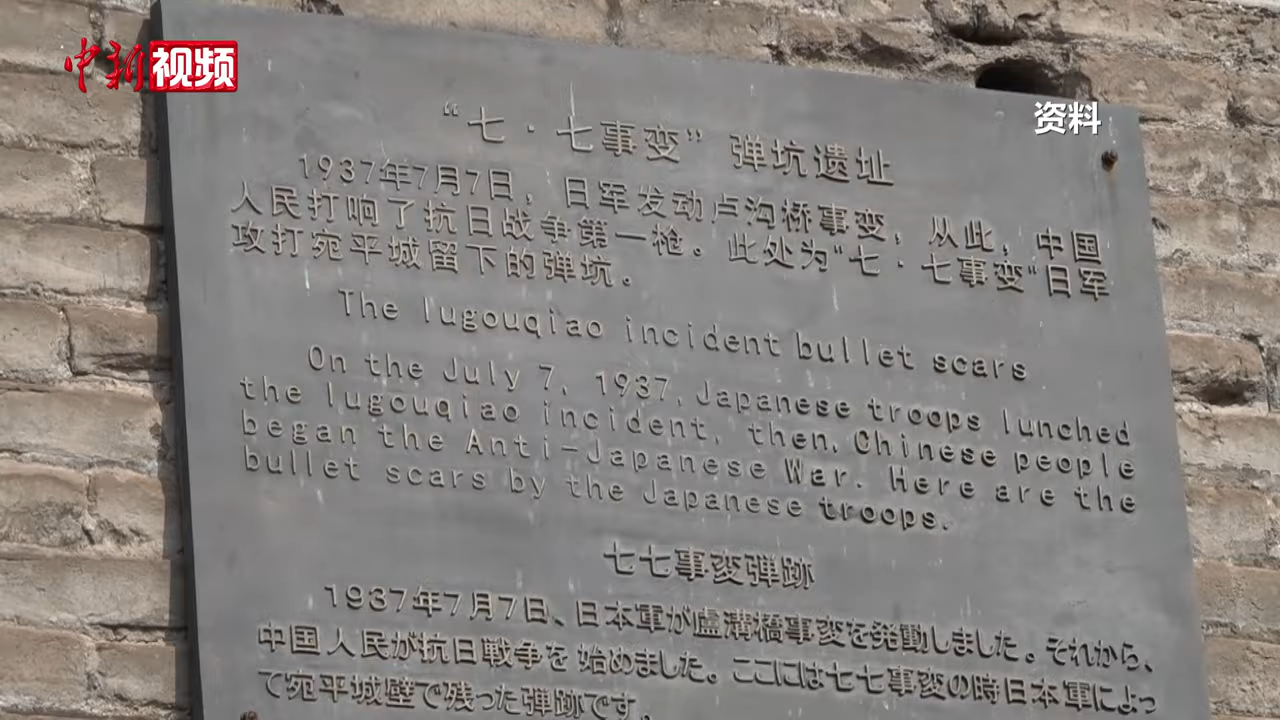 中新视频
资料
“七·七事变”弹坑遗址
1937年7月7日，日军发动卢沟桥事变，从此，中国
人民打响了抗日战争第一枪。此处为“七·七事变”日军
攻打宛平城留下的弹坑。
The lugouqiao incident bullet scars
On the July 7, 1937, Japanese troops lunched
the lugouqiao incident, then, Chinese people
began the Anti-Japanese War. Here are the
bullet scars by the Japanese troops.
七七事変弾跡
1937年7月7日、日本軍が盧溝橋事変を発動しました。それから、
中国人民が抗日戦争を始めました。ここには七七事変の時日本軍によっ
て宛平城壁で残った弾跡です。